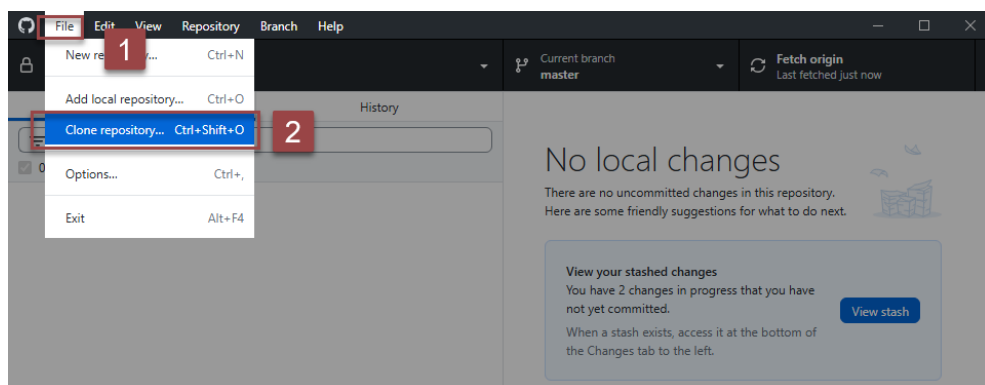 File Edit View Repository Branch Help
1
New re Ctrl+N
Add local repository... Ctrl+O
Clone repository... Ctrl+Shift+O
2
Options... Ctrl+,
Exit Alt+F4
Current branch
master
Fetch origin
Last fetched just now
History
0
No local changes
There are no uncommitted changes in this repository.
Here are some friendly suggestions for what to do next.
View your stashed changes
You have 2 changes in progress that you have
not yet committed.
View stash
When a stash exists, access it at the bottom of
the Changes tab to the left.